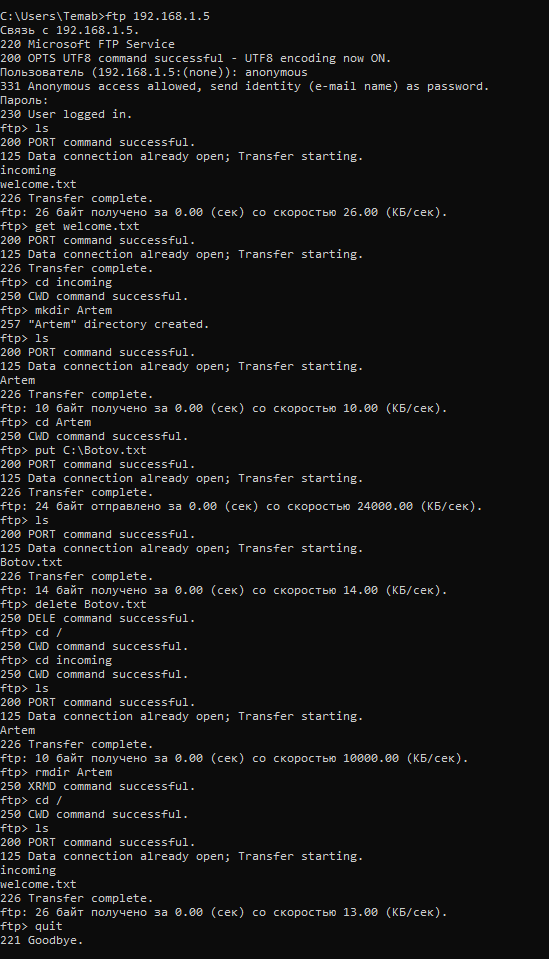 C:\Users\Temab>ftp 192.168.1.5
Связь с 192.168.1.5.
220 Microsoft FTP Service
200 OPTS UTF8 command successful - UTF8 encoding now ON.
Пользователь (192.168.1.5:(none)): anonymous
331 Anonymous access allowed, send identity (e-mail name) as password.
Пароль:
230 User logged in.
ftp> ls
200 PORT command successful.
125 Data connection already open; Transfer starting.
incoming
welcome.txt
226 Transfer complete.
ftp: 26 байт получено за 0.00 (сек) со скоростью 26.00 (КБ/сек).
ftp> get welcome.txt
200 PORT command successful.
125 Data connection already open; Transfer starting.
226 Transfer complete.
ftp> cd incoming
250 CWD command successful.
ftp> mkdir Artem
257 "Artem" directory created.
ftp> ls
200 PORT command successful.
125 Data connection already open; Transfer starting.
Artem
226 Transfer complete.
ftp: 10 байт получено за 0.00 (сек) со скоростью 10.00 (КБ/сек).
ftp> cd Artem
250 CWD command successful.
ftp> put C:\Botov.txt
200 PORT command successful.
125 Data connection already open; Transfer starting.
226 Transfer complete.
ftp: 24 байт отправлено за 0.00 (сек) со скоростью 24000.00 (КБ/сек).
ftp> ls
200 PORT command successful.
125 Data connection already open; Transfer starting.
Botov.txt
226 Transfer complete.
ftp: 14 байт получено за 0.00 (сек) со скоростью 14.00 (КБ/сек).
ftp> delete Botov.txt
250 DELE command successful.
ftp> cd /
250 CWD command successful.
ftp> cd incoming
250 CWD command successful.
ftp> ls
200 PORT command successful.
125 Data connection already open; Transfer starting.
Artem
226 Transfer complete.
ftp: 10 байт получено за 0.00 (сек) со скоростью 10000.00 (КБ/сек).
ftp> rmdir Artem
250 XRMD command successful.
ftp> cd /
250 CWD command successful.
ftp> ls
200 PORT command successful.
125 Data connection already open; Transfer starting.
incoming
welcome.txt
226 Transfer complete.
ftp: 26 байт получено за 0.00 (сек) со скоростью 13.00 (КБ/сек).
ftp> quit
221 Goodbye.